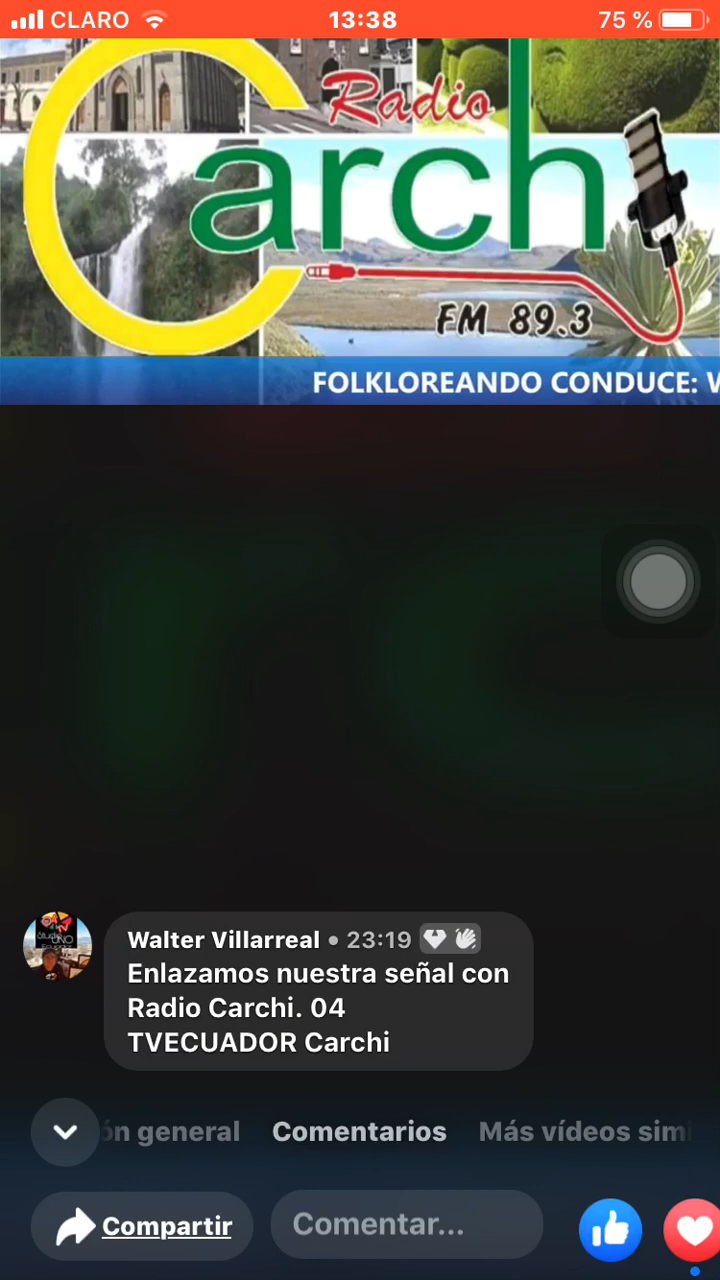 CLARO 13:38 75 %
Radio
Carchi
FM 89.3
FOLKLOREANDO CONDUCE:
Walter Villarreal • 23:19
Enlazamos nuestra señal con
Radio Carchi. 04
TVECUADOR Carchi
ón general Comentarios Más vídeos simi
Compartir Comentar...